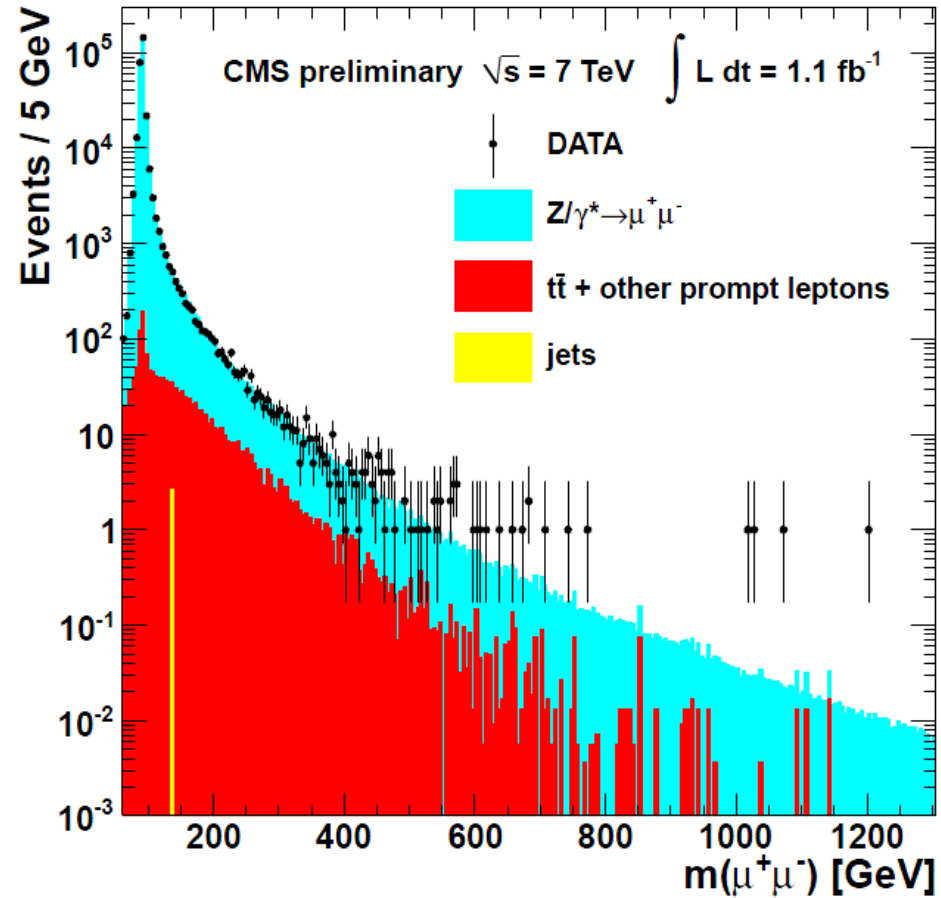 Events / 5 GeV
CMS preliminary √s = 7 TeV ∫ L dt = 1.1 fb⁻¹
DATA
Z/γ*→μ⁺μ⁻
tt̄ + other prompt leptons
jets
10⁵
10⁴
10³
10²
10
1
10⁻¹
10⁻²
10⁻³
200 400 600 800 1000 1200
m(μ⁺μ⁻) [GeV]